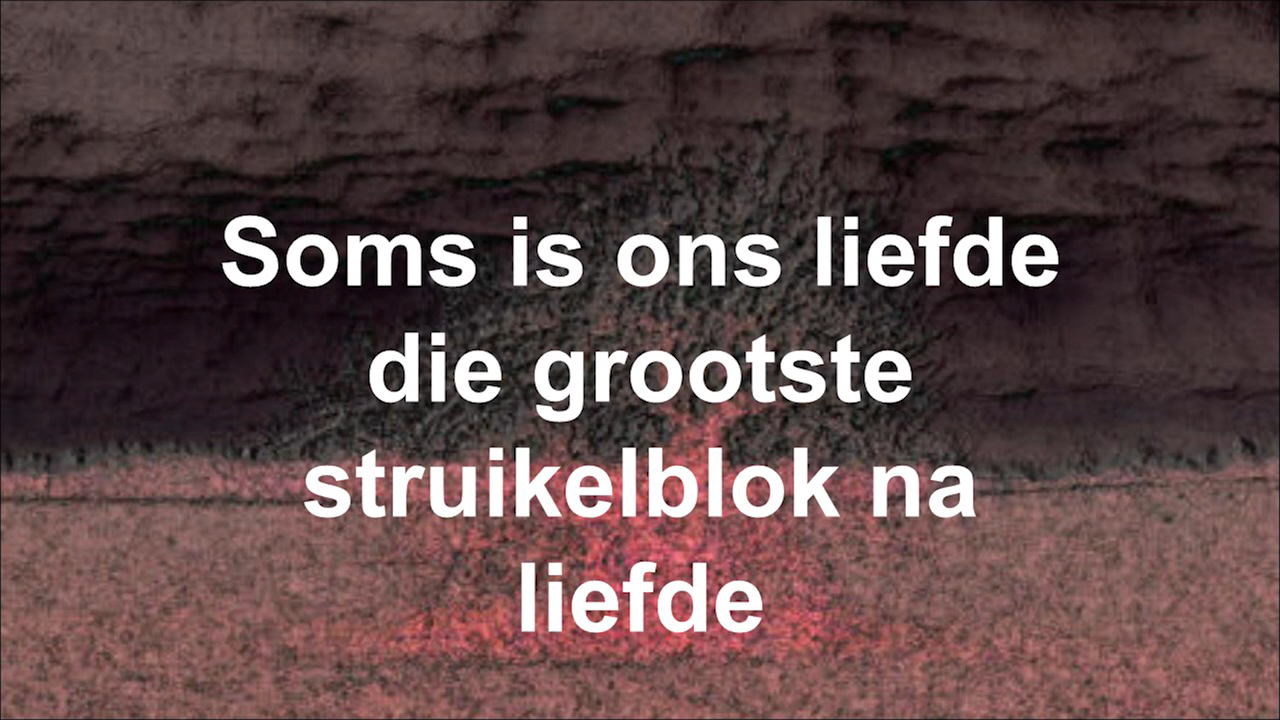 Soms is ons liefde
die grootste
struikelblok na
liefde